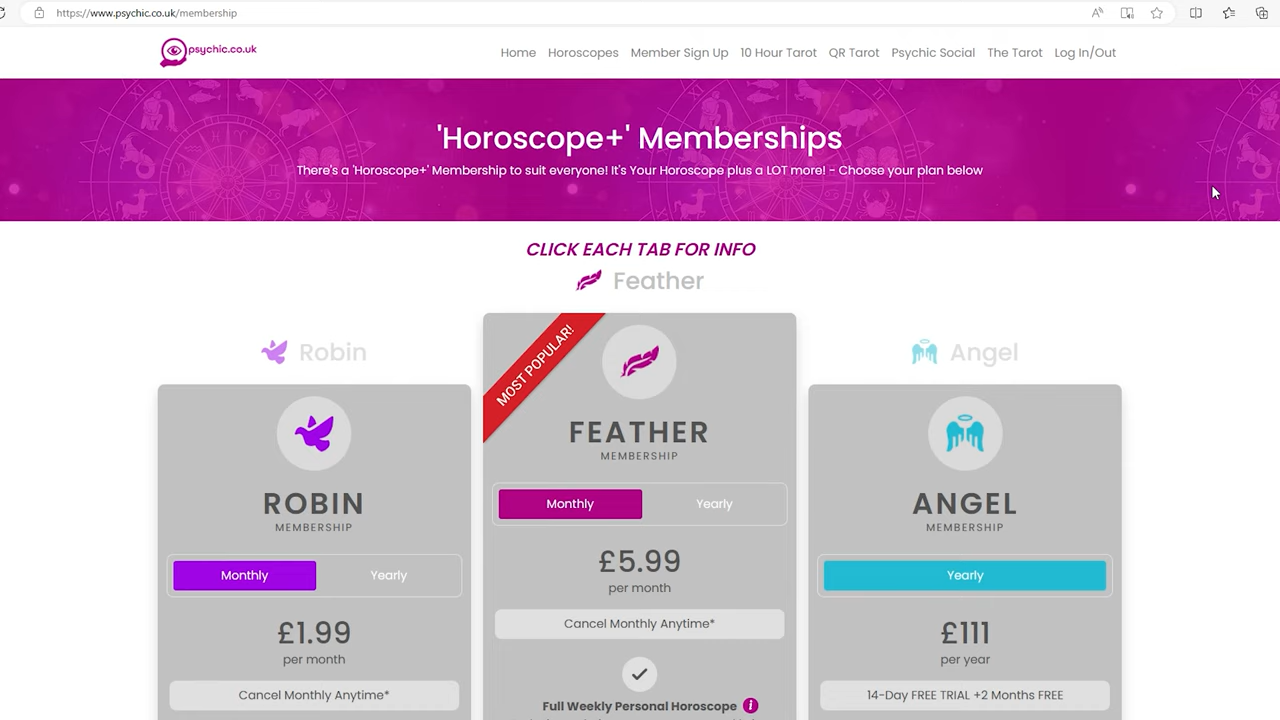 https://www.psychic.co.uk/membership
psychic.co.uk
Home Horoscopes Member Sign Up 10 Hour Tarot QR Tarot Psychic Social The Tarot Log In/Out
'Horoscope+' Memberships
There's a 'Horoscope+' Membership to suit everyone! It's Your Horoscope plus a LOT more! - Choose your plan below
CLICK EACH TAB FOR INFO
Feather
Robin
Angel
MOST POPULAR!
FEATHER
MEMBERSHIP
Monthly Yearly
£5.99
per month
Cancel Monthly Anytime*
Full Weekly Personal Horoscope i
ROBIN
MEMBERSHIP
Monthly Yearly
£1.99
per month
Cancel Monthly Anytime*
ANGEL
MEMBERSHIP
Yearly
£111
per year
14-Day FREE TRIAL +2 Months FREE